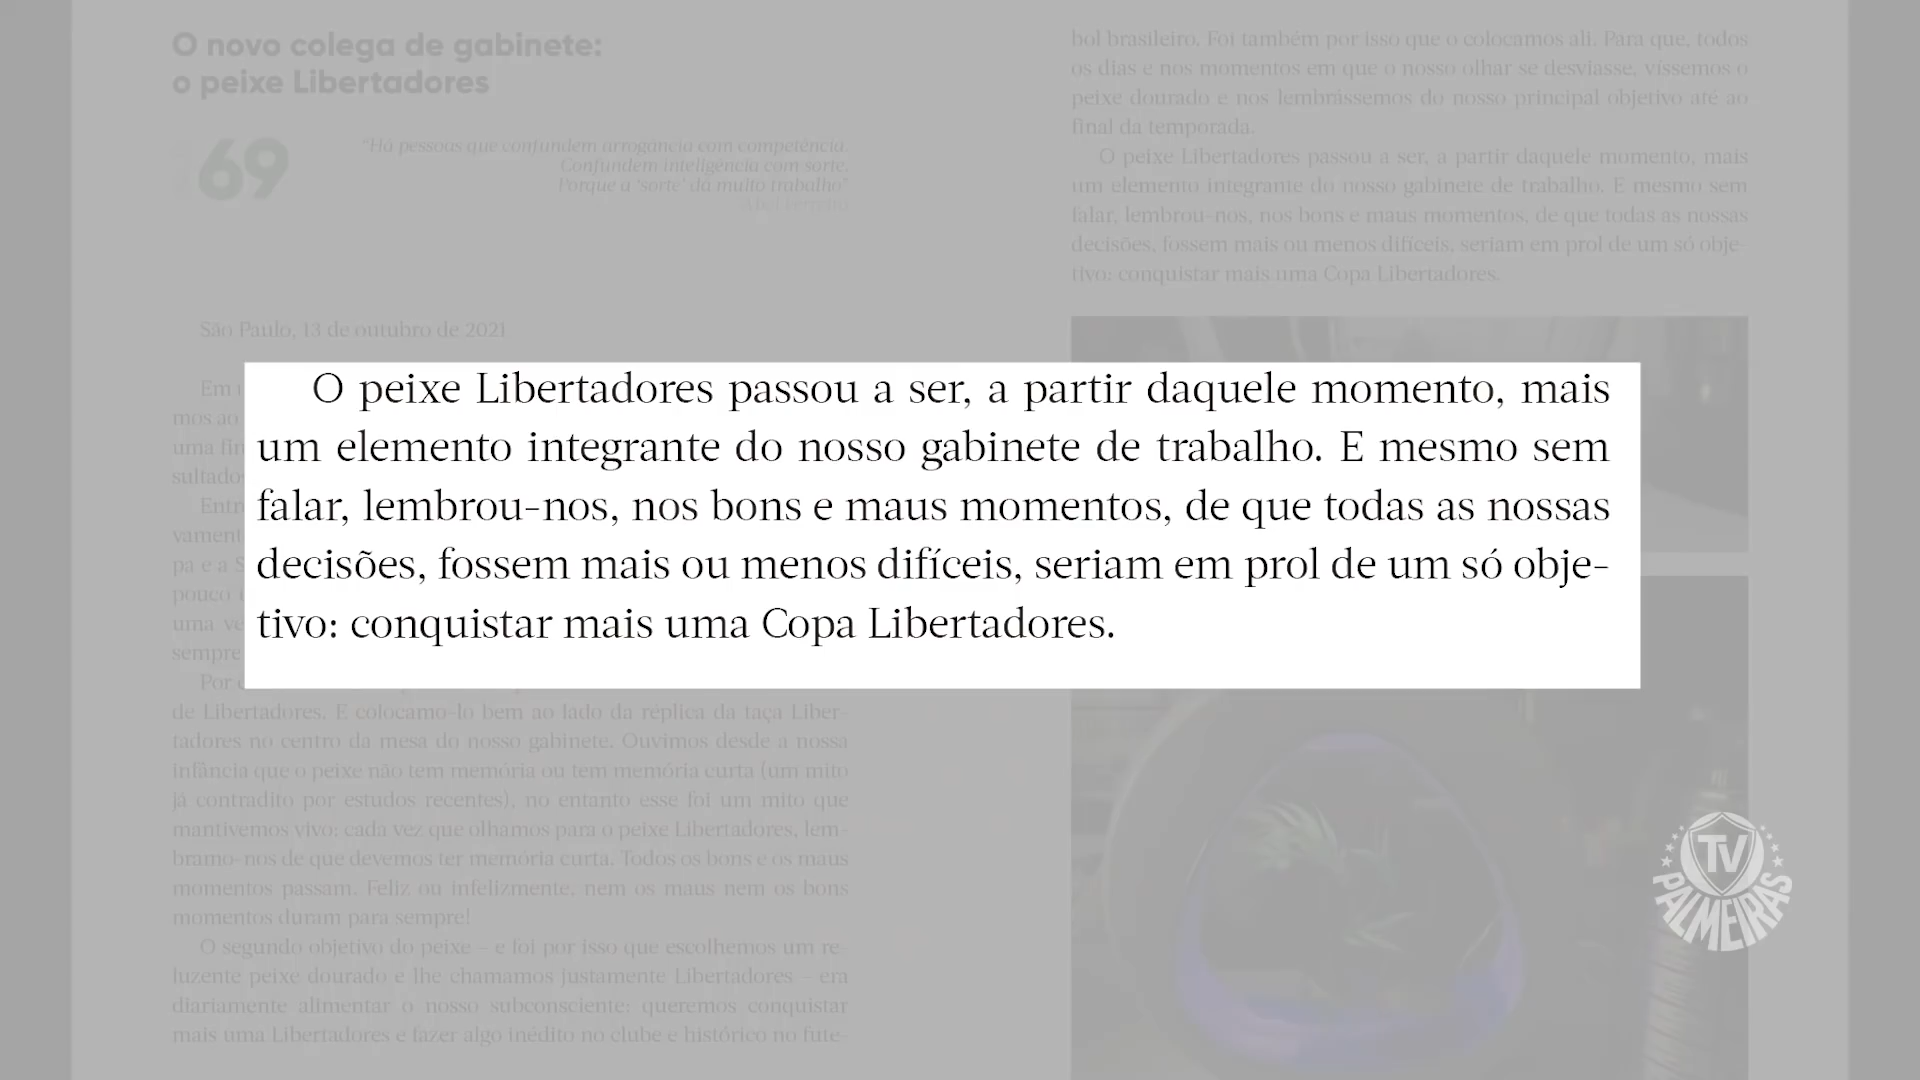 O novo colega de gabinete:
o peixe Libertadores
169
"Há pessoas que confundem arrogância com competência.
Confundem inteligência com sorte.
Porque a 'sorte' dá muito trabalho"
Abel Ferreira
São Paulo, 13 de outubro de 2021
Em
mos ao
uma
sultado
Entr
vament
pa e a S
pouco
uma ve
sempre
Por
de Libertadores. E colocamo-lo bem ao lado da réplica da taça Liber-
tadores no centro da mesa do nosso gabinete. Ouvimos desde a nossa
infância que o peixe não tem memória ou tem memória curta (um mito
já contradito por estudos recentes), no entanto esse foi um mito que
mantivemos vivo: cada vez que olhamos para o peixe Libertadores, lem-
bramo-nos de que devemos ter memória curta. Todos os bons e os maus
momentos passam. Feliz ou infelizmente, nem os maus nem os bons
momentos duram para sempre!
O segundo objetivo do peixe – e foi por isso que escolhemos um re-
luzente peixe dourado e lhe chamamos justamente Libertadores – era
diariamente alimentar o nosso subconsciente: queremos conquistar
mais uma Libertadores e fazer algo inédito no clube e histórico no fute-
bol brasileiro. Foi também por isso que o colocamos ali. Para que, todos
os dias e nos momentos em que o nosso olhar se desviasse, víssemos o
peixe dourado e nos lembrássemos do nosso principal objetivo até ao
final da temporada.
O peixe Libertadores passou a ser, a partir daquele momento, mais
um elemento integrante do nosso gabinete de trabalho. E mesmo sem
falar, lembrou-nos, nos bons e maus momentos, de que todas as nossas
decisões, fossem mais ou menos difíceis, seriam em prol de um só obje-
tivo: conquistar mais uma Copa Libertadores.
O peixe Libertadores passou a ser, a partir daquele momento, mais
um elemento integrante do nosso gabinete de trabalho. E mesmo sem
falar, lembrou-nos, nos bons e maus momentos, de que todas as nossas
decisões, fossem mais ou menos difíceis, seriam em prol de um só obje-
tivo: conquistar mais uma Copa Libertadores.
TV
PALMEIRAS